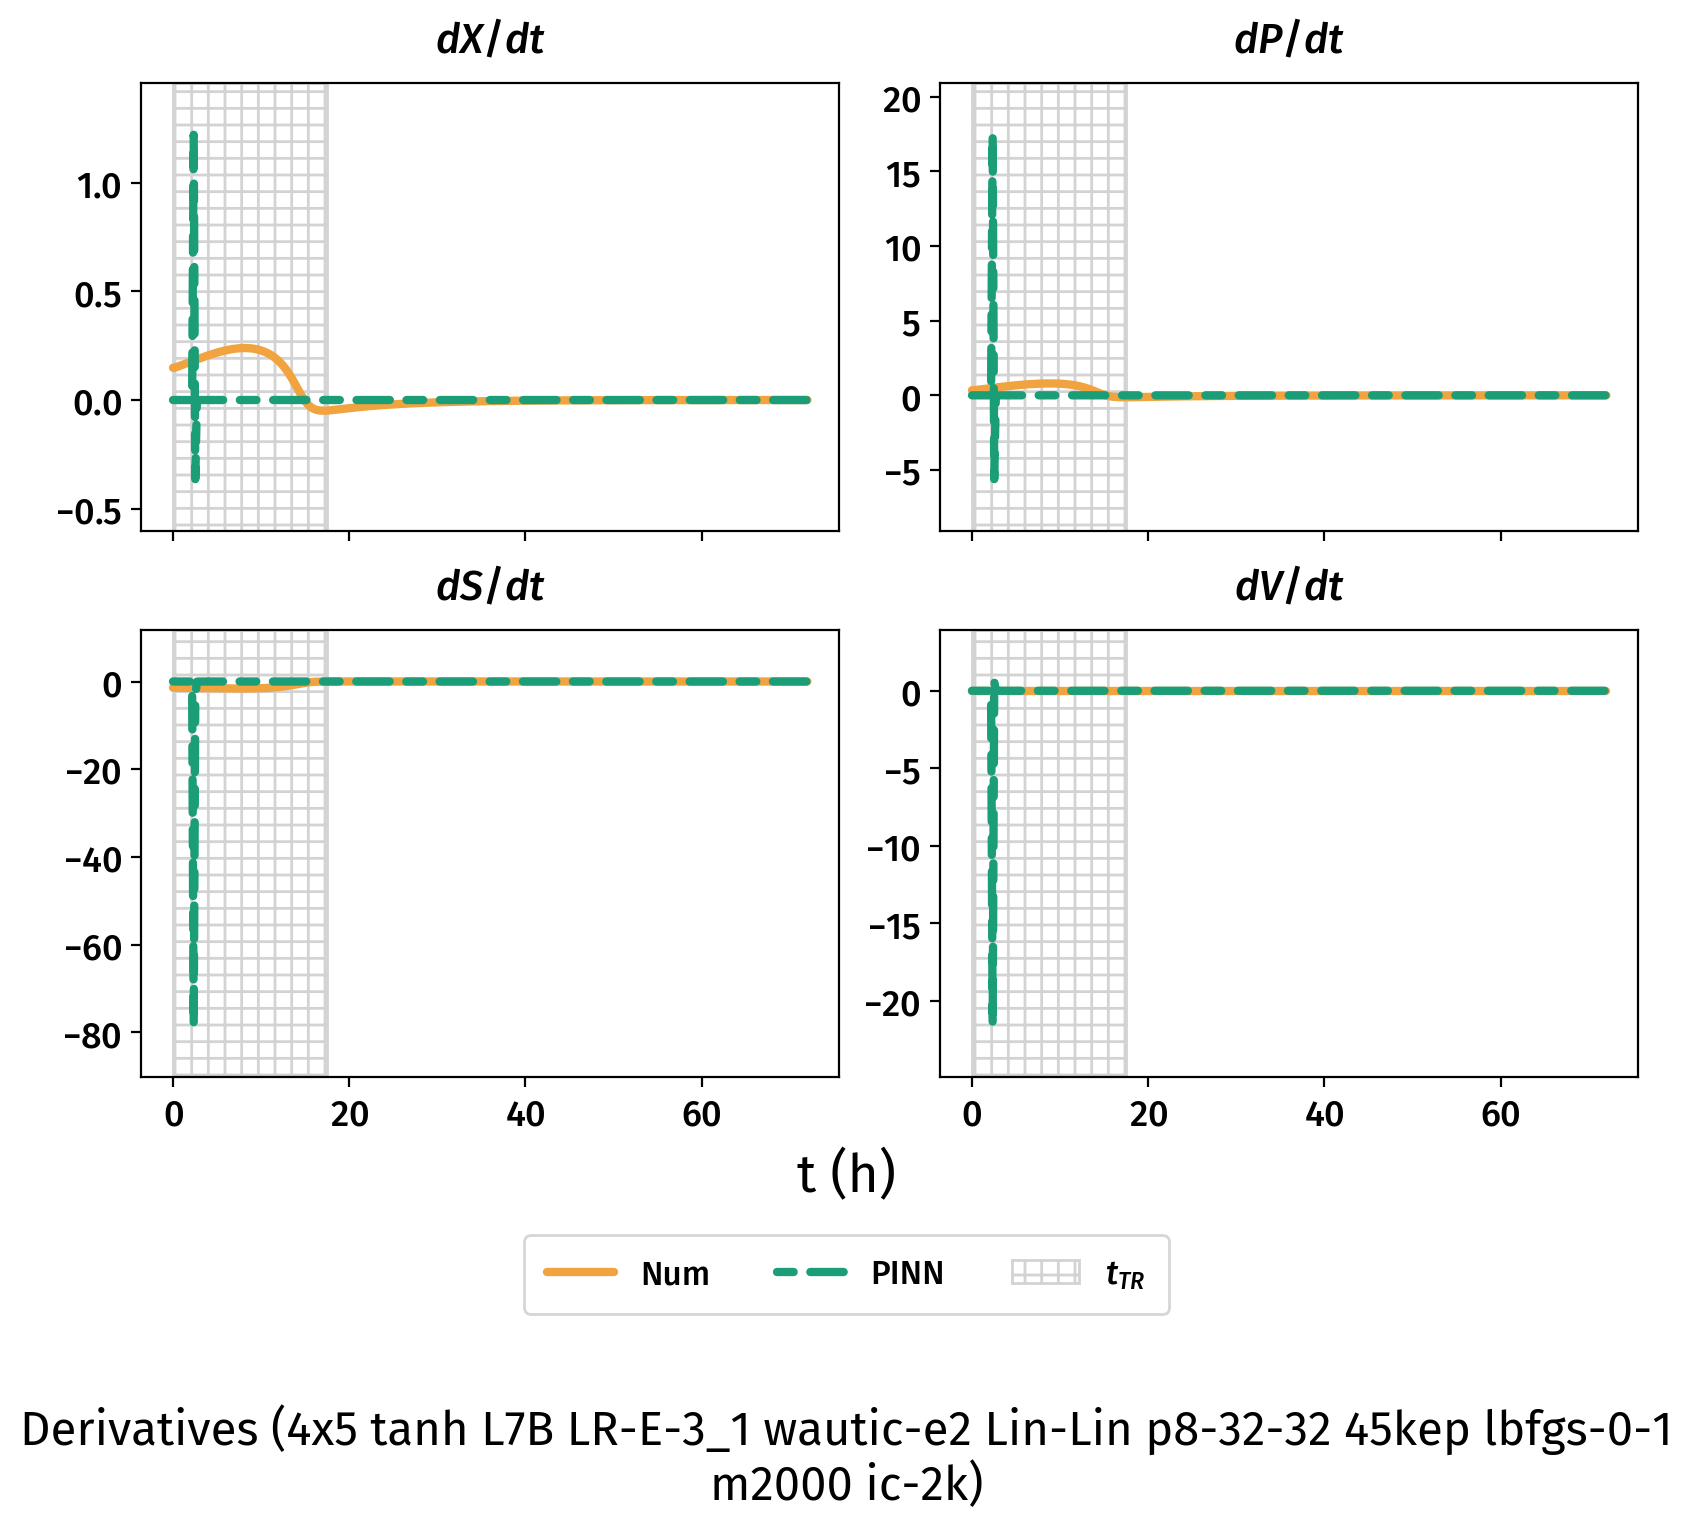 dX/dt
dP/dt
1.0
0.5
0.0
−0.5
20
15
10
5
0
−5
dS/dt
dV/dt
0
−20
−40
−60
−80
0
−5
−10
−15
−20
0 20 40 60
0 20 40 60
t (h)
Num PINN tTR
Derivatives (4x5 tanh L7B LR-E-3_1 wautic-e2 Lin-Lin p8-32-32 45kep lbfgs-0-1
m2000 ic-2k)